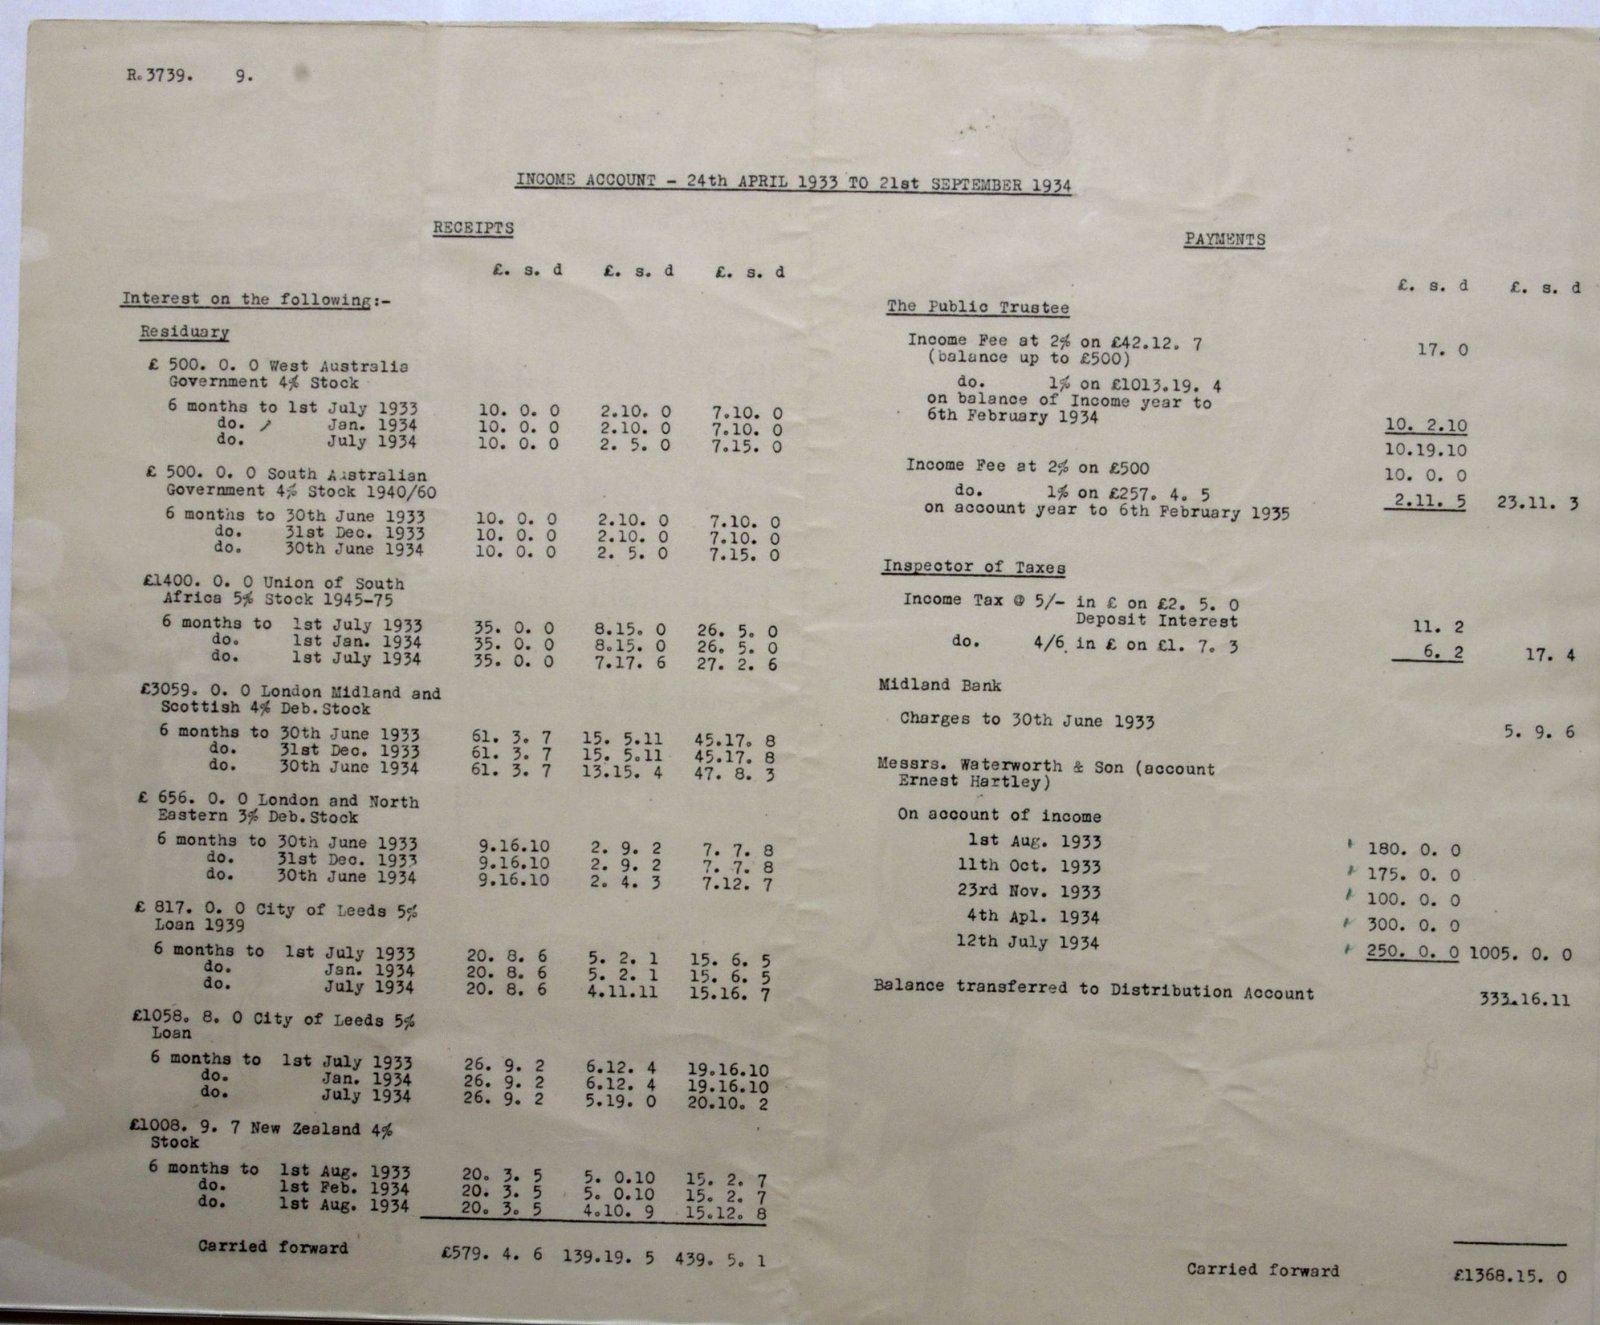 R.3739. 9.
INCOME ACCOUNT - 24th APRIL 1933 TO 21st SEPTEMBER 1934
RECEIPTS
£. s. d £. s. d £. s. d
Interest on the following:-
Residuary
£ 500. 0. 0 West Australia
Government 4% Stock
6 months to 1st July 1933 10. 0. 0 2.10. 0 7.10. 0
do. Jan. 1934 10. 0. 0 2.10. 0 7.10. 0
do. July 1934 10. 0. 0 2. 5. 0 7.15. 0
£ 500. 0. 0 South Australian
Government 4% Stock 1940/60
6 months to 30th June 1933 10. 0. 0 2.10. 0 7.10. 0
do. 31st Dec. 1933 10. 0. 0 2.10. 0 7.10. 0
do. 30th June 1934 10. 0. 0 2. 5. 0 7.15. 0
£1400. 0. 0 Union of South
Africa 5% Stock 1945-75
6 months to 1st July 1933 35. 0. 0 8.15. 0 26. 5. 0
do. 1st Jan. 1934 35. 0. 0 8.15. 0 26. 5. 0
do. 1st July 1934 35. 0. 0 7.17. 6 27. 2. 6
£3059. 0. 0 London Midland and
Scottish 4% Deb.Stock
6 months to 30th June 1933 61. 3. 7 15. 5.11 45.17. 8
do. 31st Dec. 1933 61. 3. 7 15. 5.11 45.17. 8
do. 30th June 1934 61. 3. 7 13.15. 4 47. 8. 3
£ 656. 0. 0 London and North
Eastern 3% Deb.Stock
6 months to 30th June 1933 9.16.10 2. 9. 2 7. 7. 8
do. 31st Dec. 1933 9.16.10 2. 9. 2 7. 7. 8
do. 30th June 1934 9.16.10 2. 4. 3 7.12. 7
£ 817. 0. 0 City of Leeds 5%
Loan 1939
6 months to 1st July 1933 20. 8. 6 5. 2. 1 15. 6. 5
do. Jan. 1934 20. 8. 6 5. 2. 1 15. 6. 5
do. July 1934 20. 8. 6 4.11.11 15.16. 7
£1058. 8. 0 City of Leeds 5%
Loan
6 months to 1st July 1933 26. 9. 2 6.12. 4 19.16.10
do. Jan. 1934 26. 9. 2 6.12. 4 19.16.10
do. July 1934 26. 9. 2 5.19. 0 20.10. 2
£1008. 9. 7 New Zealand 4%
Stock
6 months to 1st Aug. 1933 20. 3. 5 5. 0.10 15. 2. 7
do. 1st Feb. 1934 20. 3. 5 5. 0.10 15. 2. 7
do. 1st Aug. 1934 20. 3. 5 4.10. 9 15.12. 8
Carried forward £579. 4. 6 139.19. 5 439. 5. 1
PAYMENTS
£. s. d £. s. d
The Public Trustee
Income Fee at 2% on £42.12. 7 17. 0
(balance up to £500)
do. 1% on £1013.19. 4
on balance of Income year to
6th February 1934 10. 2.10
10.19.10
Income Fee at 2% on £500 10. 0. 0
do. 1% on £257. 4. 5 2.11. 5 23.11. 3
on account year to 6th February 1935
Inspector of Taxes
Income Tax @ 5/- in £ on £2. 5. 0
Deposit Interest 11. 2
do. 4/6 in £ on £1. 7. 3 6. 2 17. 4
Midland Bank
Charges to 30th June 1933 5. 9. 6
Messrs. Waterworth & Son (account
Ernest Hartley)
On account of income
1st Aug. 1933 180. 0. 0
11th Oct. 1933 175. 0. 0
23rd Nov. 1933 100. 0. 0
4th Apl. 1934 300. 0. 0
12th July 1934 250. 0. 0 1005. 0. 0
Balance transferred to Distribution Account 333.16.11
Carried forward £1368.15. 0